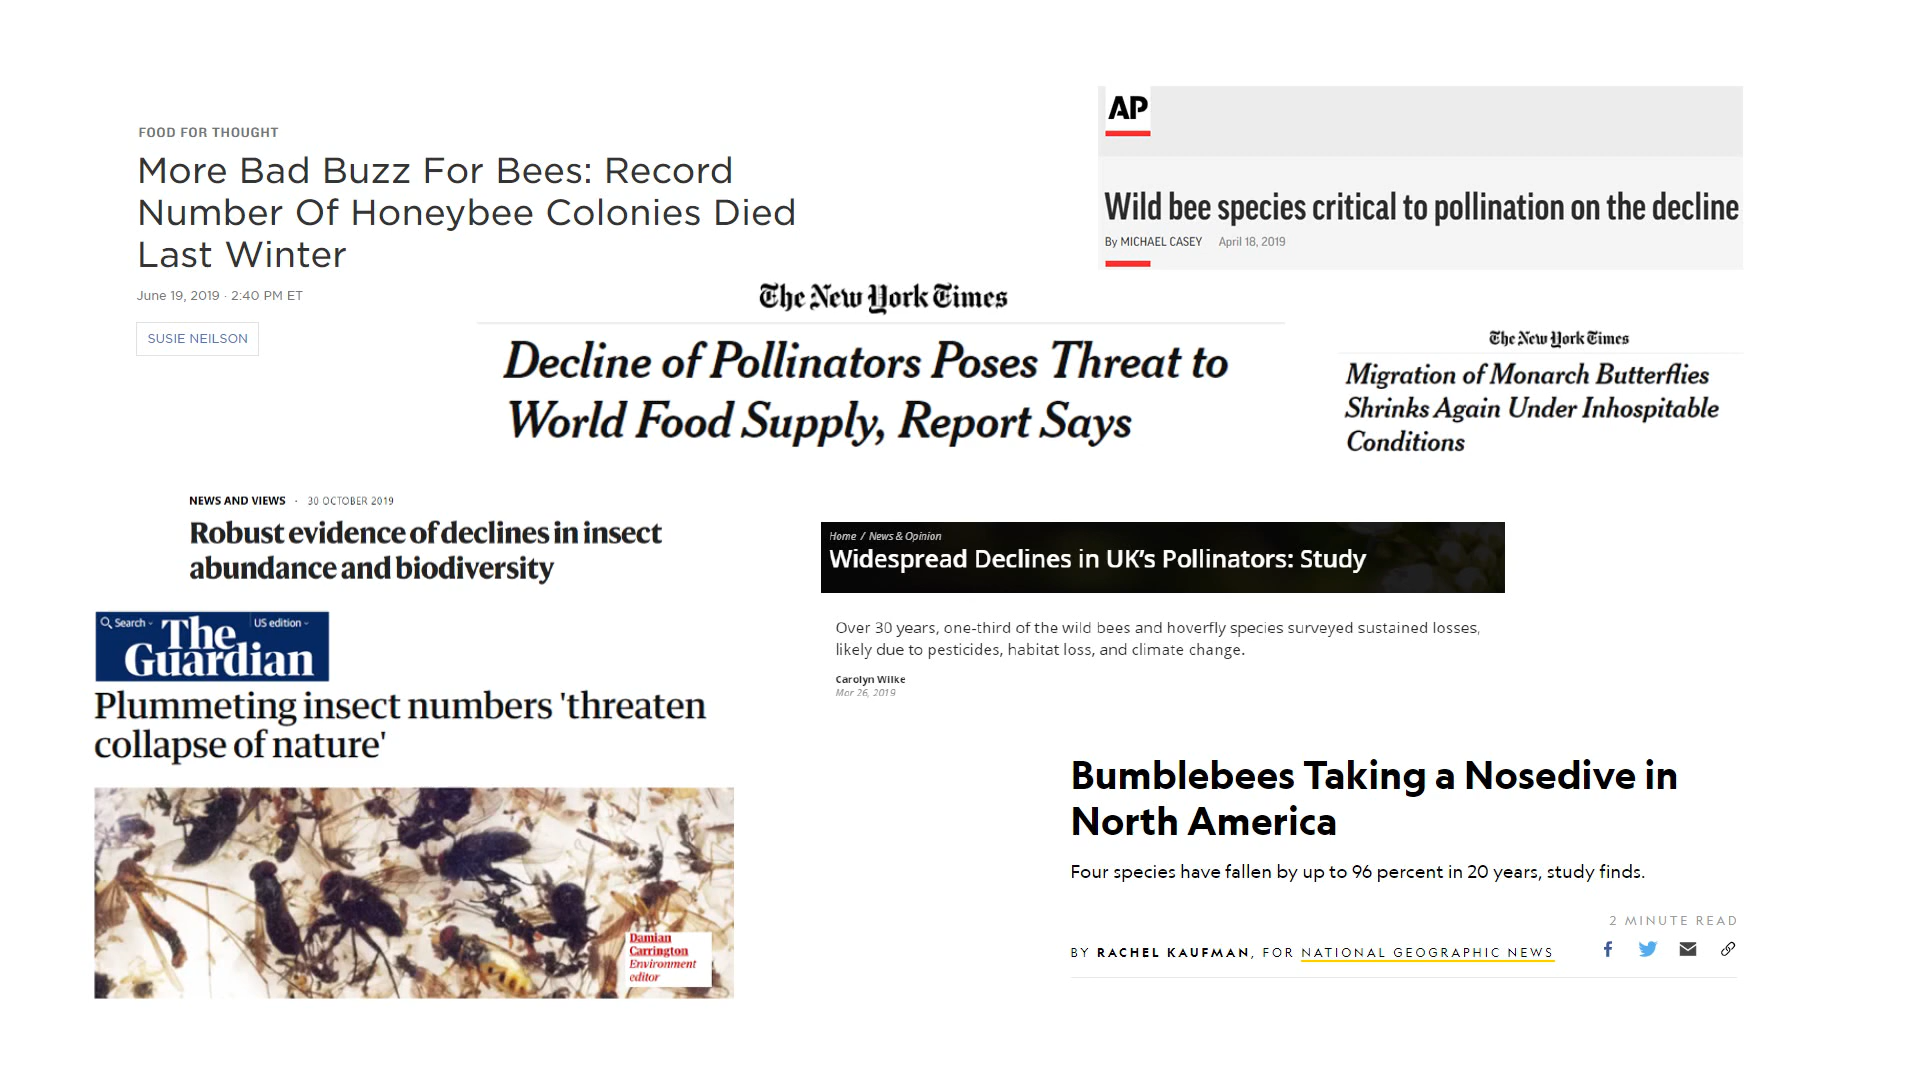 FOOD FOR THOUGHT
More Bad Buzz For Bees: Record
Number Of Honeybee Colonies Died
Last Winter
June 19, 2019 · 2:40 PM ET
SUSIE NEILSON
AP
Wild bee species critical to pollination on the decline
By MICHAEL CASEY April 18, 2019
The New York Times
Decline of Pollinators Poses Threat to
World Food Supply, Report Says
The New York Times
Migration of Monarch Butterflies
Shrinks Again Under Inhospitable
Conditions
NEWS AND VIEWS · 30 OCTOBER 2019
Robust evidence of declines in insect
abundance and biodiversity
Home / News & Opinion
Widespread Declines in UK's Pollinators: Study
Over 30 years, one-third of the wild bees and hoverfly species surveyed sustained losses,
likely due to pesticides, habitat loss, and climate change.
Carolyn Wilke
Mar 26, 2019
Search
US edition
The
Guardian
Plummeting insect numbers 'threaten
collapse of nature'
Damian
Carrington
Environment
editor
Bumblebees Taking a Nosedive in
North America
Four species have fallen by up to 96 percent in 20 years, study finds.
2 MINUTE READ
BY RACHEL KAUFMAN, FOR NATIONAL GEOGRAPHIC NEWS